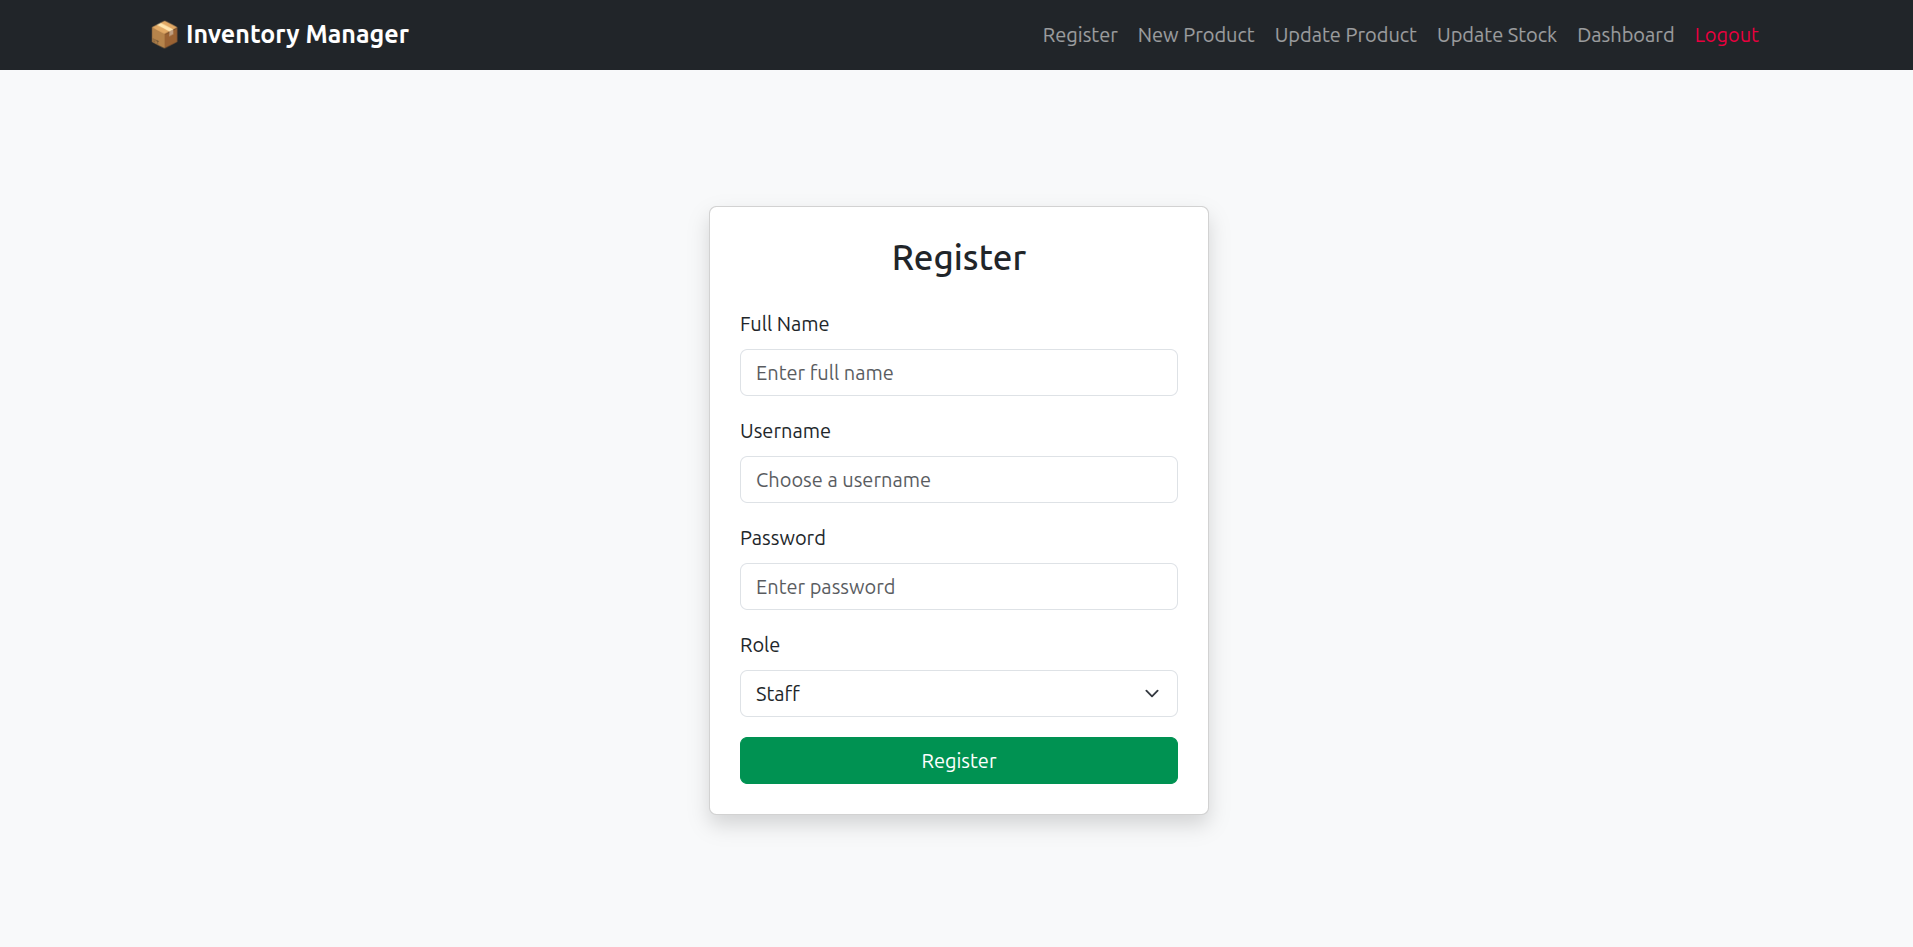 📦 Inventory Manager Register New Product Update Product Update Stock Dashboard Logout
Register
Full Name
Enter full name
Username
Choose a username
Password
Enter password
Role
Staff
Register